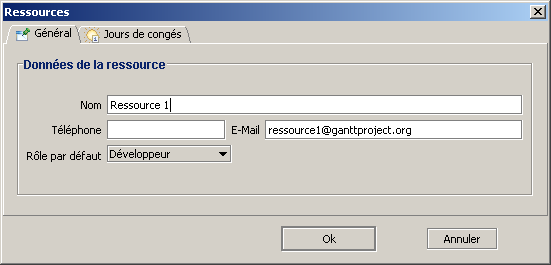 Ressources
Général Jours de congés
Données de la ressource
Nom Ressource 1
Téléphone E-Mail ressource1@ganttproject.org
Rôle par défaut Développeur
Ok Annuler